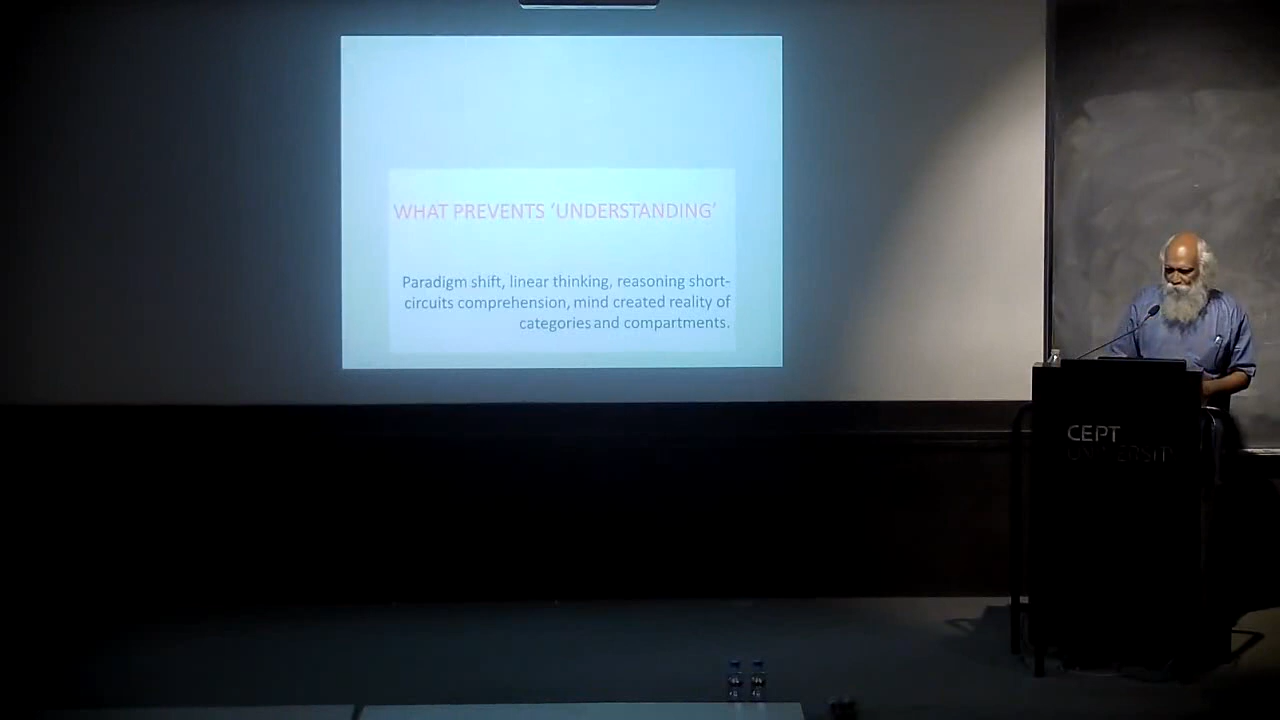 WHAT PREVENTS ‘UNDERSTANDING’
Paradigm shift, linear thinking, reasoning short-
circuits comprehension, mind created reality of
categories and compartments.
CEPT
UNIVERSITY